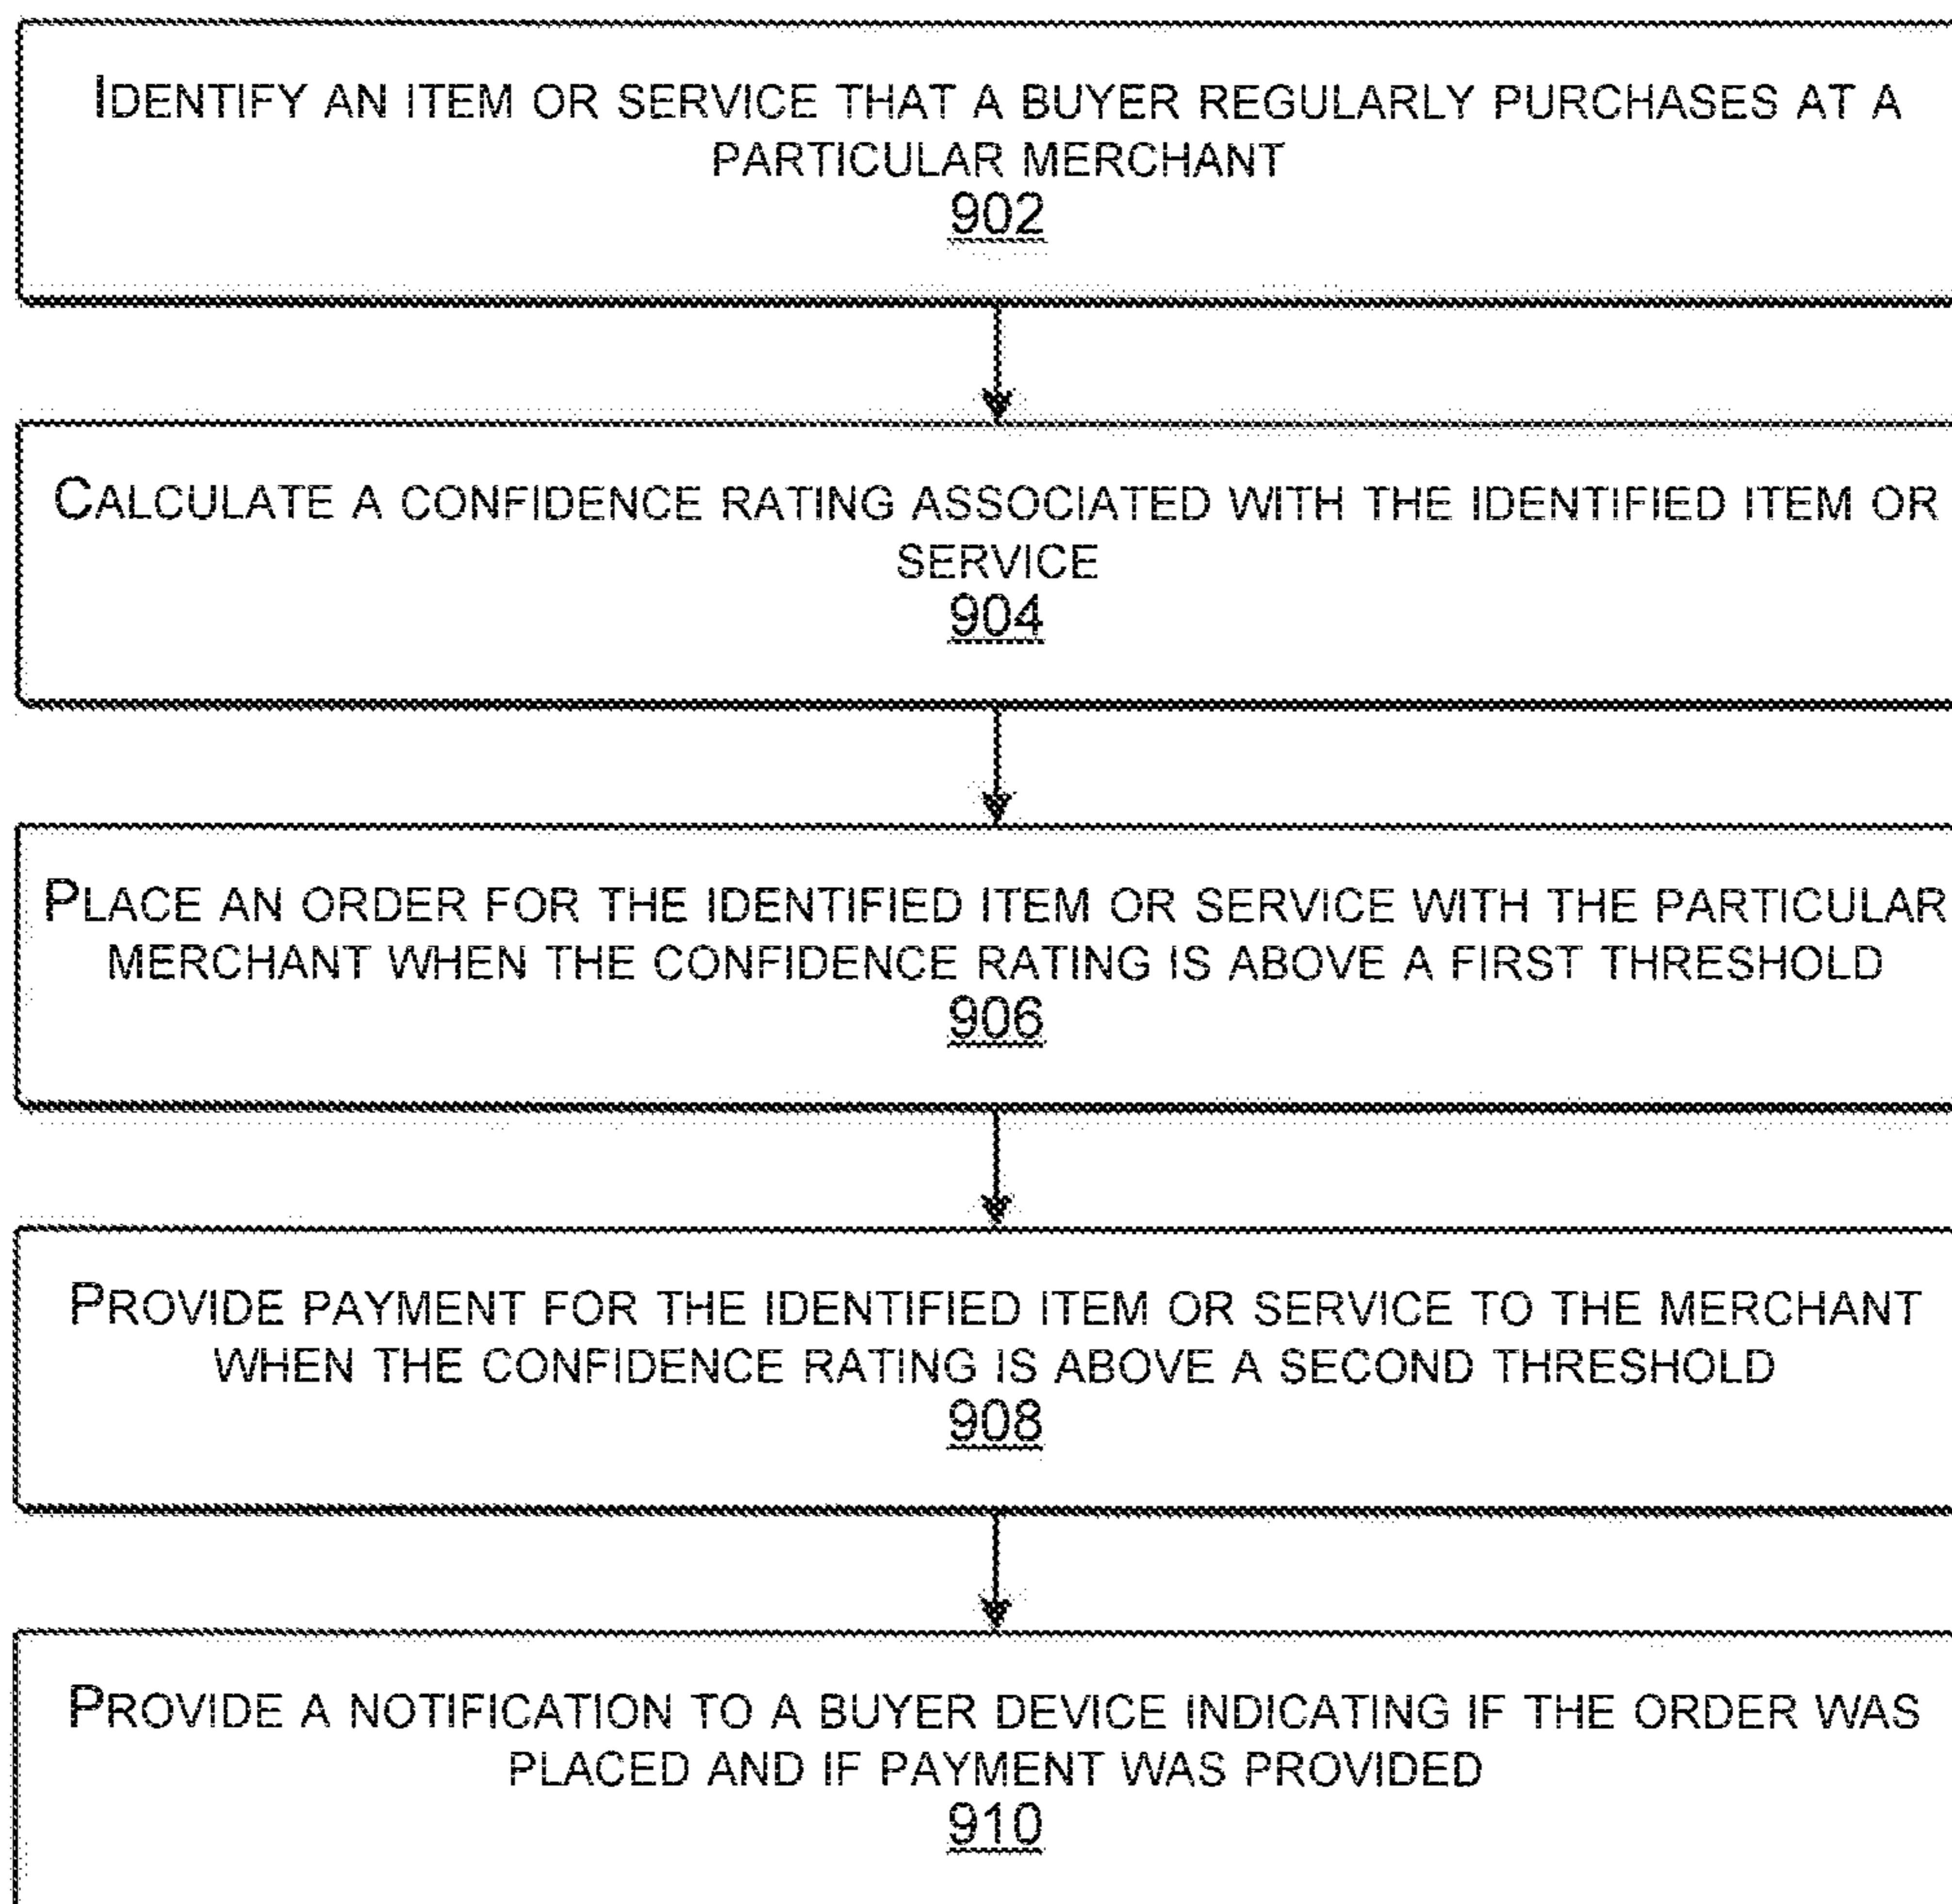 IDENTIFY AN ITEM OR SERVICE THAT A BUYER REGULARLY PURCHASES AT A
PARTICULAR MERCHANT
902
CALCULATE A CONFIDENCE RATING ASSOCIATED WITH THE IDENTIFIED ITEM OR
SERVICE
904
PLACE AN ORDER FOR THE IDENTIFIED ITEM OR SERVICE WITH THE PARTICULAR
MERCHANT WHEN THE CONFIDENCE RATING IS ABOVE A FIRST THRESHOLD
906
PROVIDE PAYMENT FOR THE IDENTIFIED ITEM OR SERVICE TO THE MERCHANT
WHEN THE CONFIDENCE RATING IS ABOVE A SECOND THRESHOLD
908
PROVIDE A NOTIFICATION TO A BUYER DEVICE INDICATING IF THE ORDER WAS
PLACED AND IF PAYMENT WAS PROVIDED
910